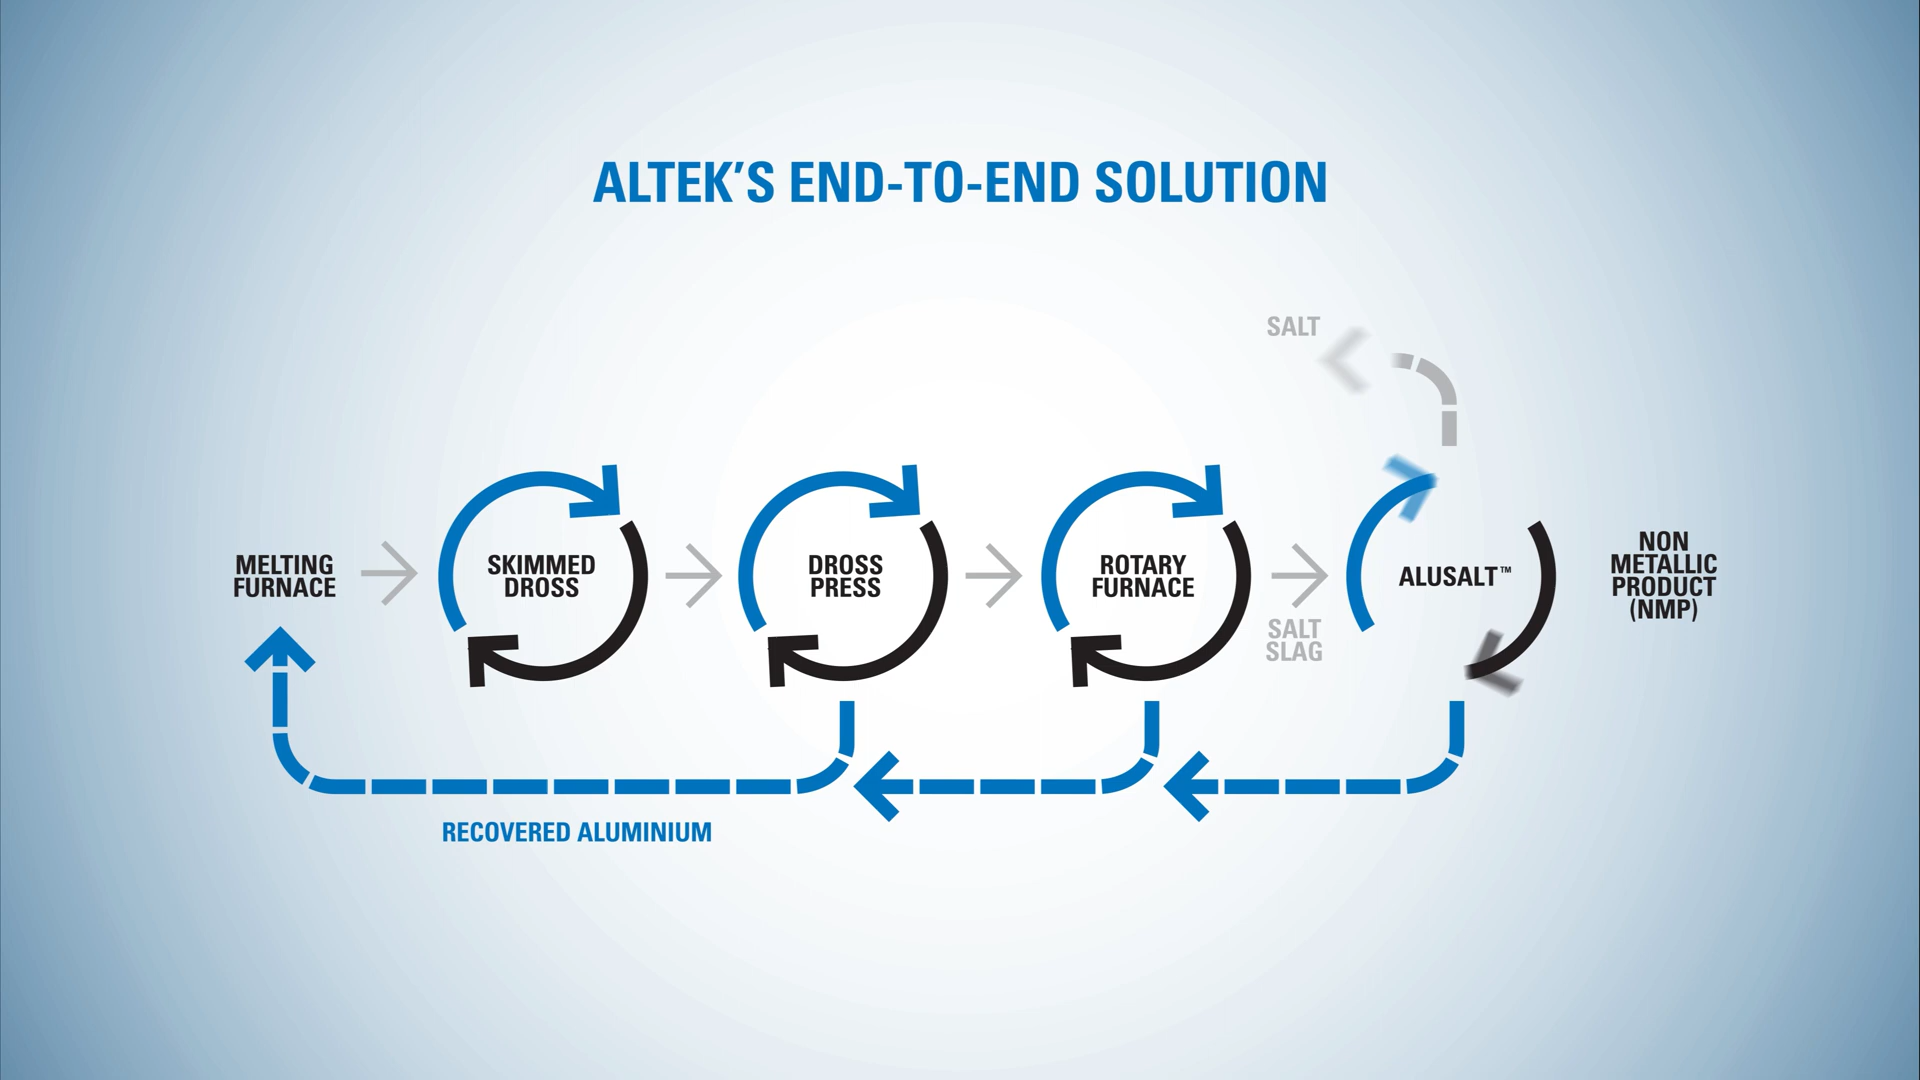 ALTEK'S END-TO-END SOLUTION
SALT
MELTING
FURNACE
SKIMMED
DROSS
DROSS
PRESS
ROTARY
FURNACE
SALT
SLAG
ALUSALT™
NON
METALLIC
PRODUCT
(NMP)
RECOVERED ALUMINIUM